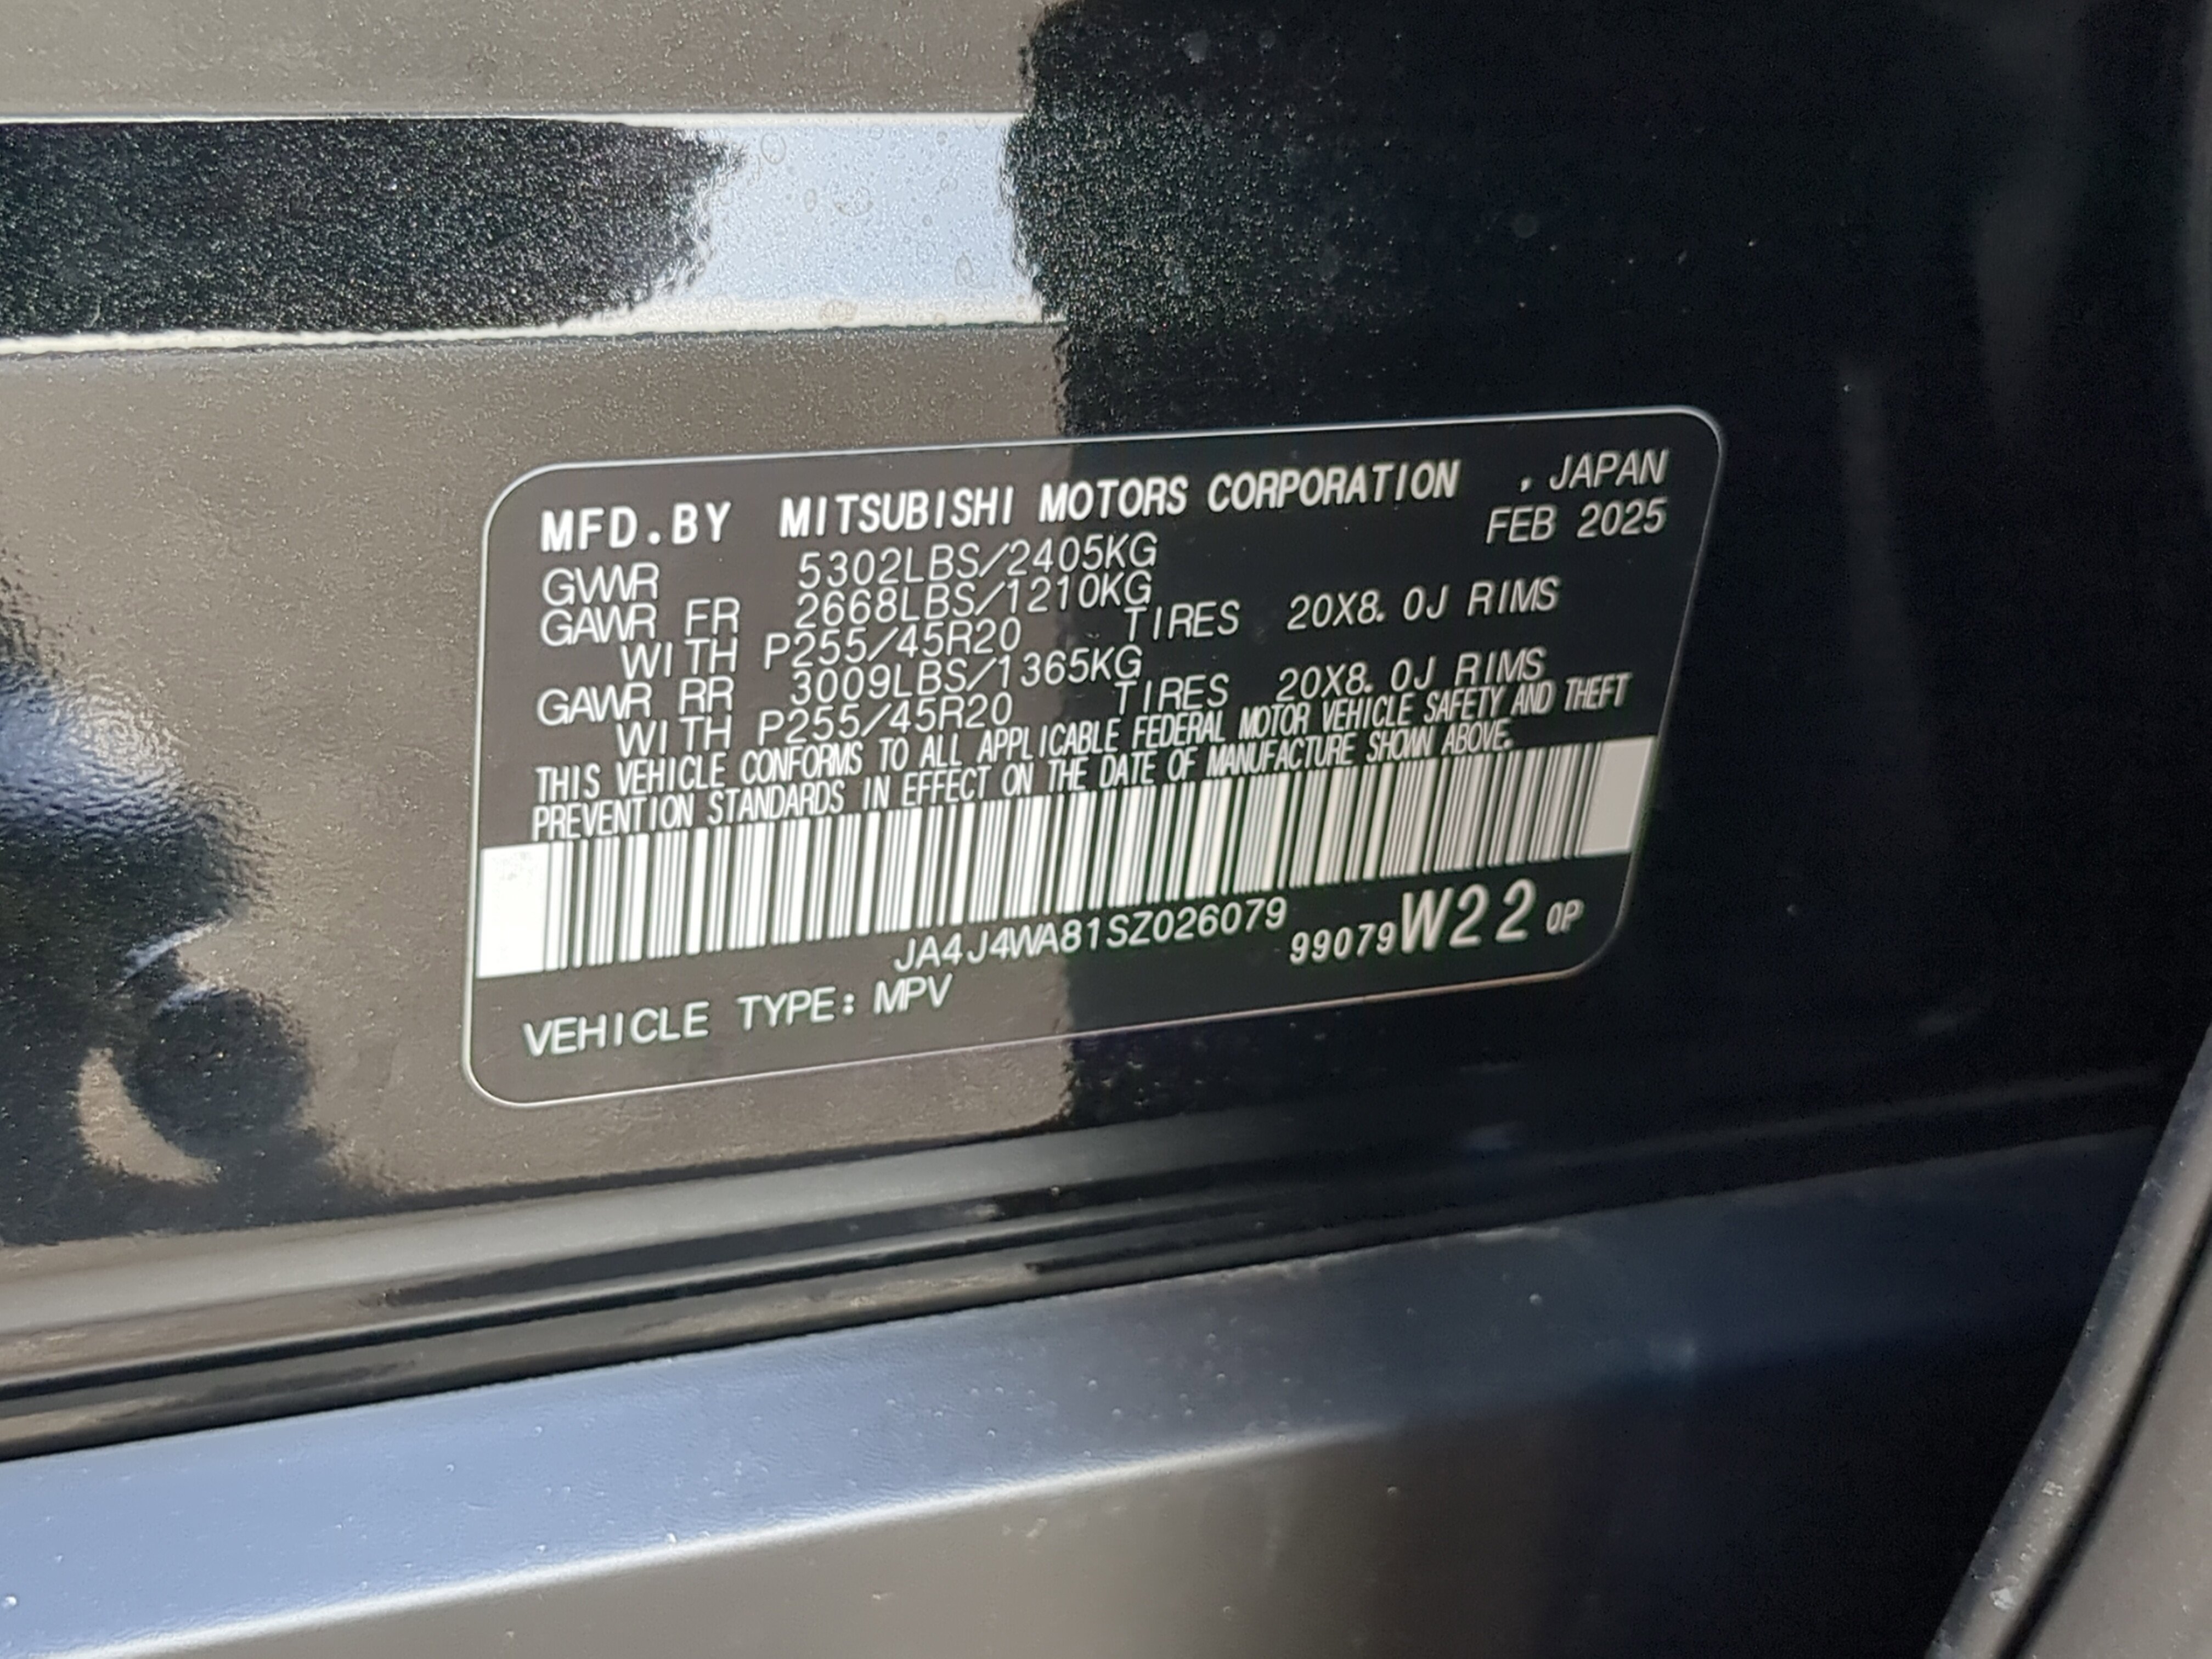 MFD.BY MITSUBISHI MOTORS CORPORATION , JAPAN
FEB 2025
GVWR 5302LBS/2405KG
GAWR FR 2668LBS/1210KG
WITH P255/45R20 TIRES 20X8.0J RIMS
GAWR RR 3009LBS/1365KG
WITH P255/45R20 TIRES 20X8.0J RIMS
THIS VEHICLE CONFORMS TO ALL APPLICABLE FEDERAL MOTOR VEHICLE SAFETY AND THEFT
PREVENTION STANDARDS IN EFFECT ON THE DATE OF MANUFACTURE SHOWN ABOVE.
JA4J4WA81SZ026079 99079 W22 0P
VEHICLE TYPE: MPV